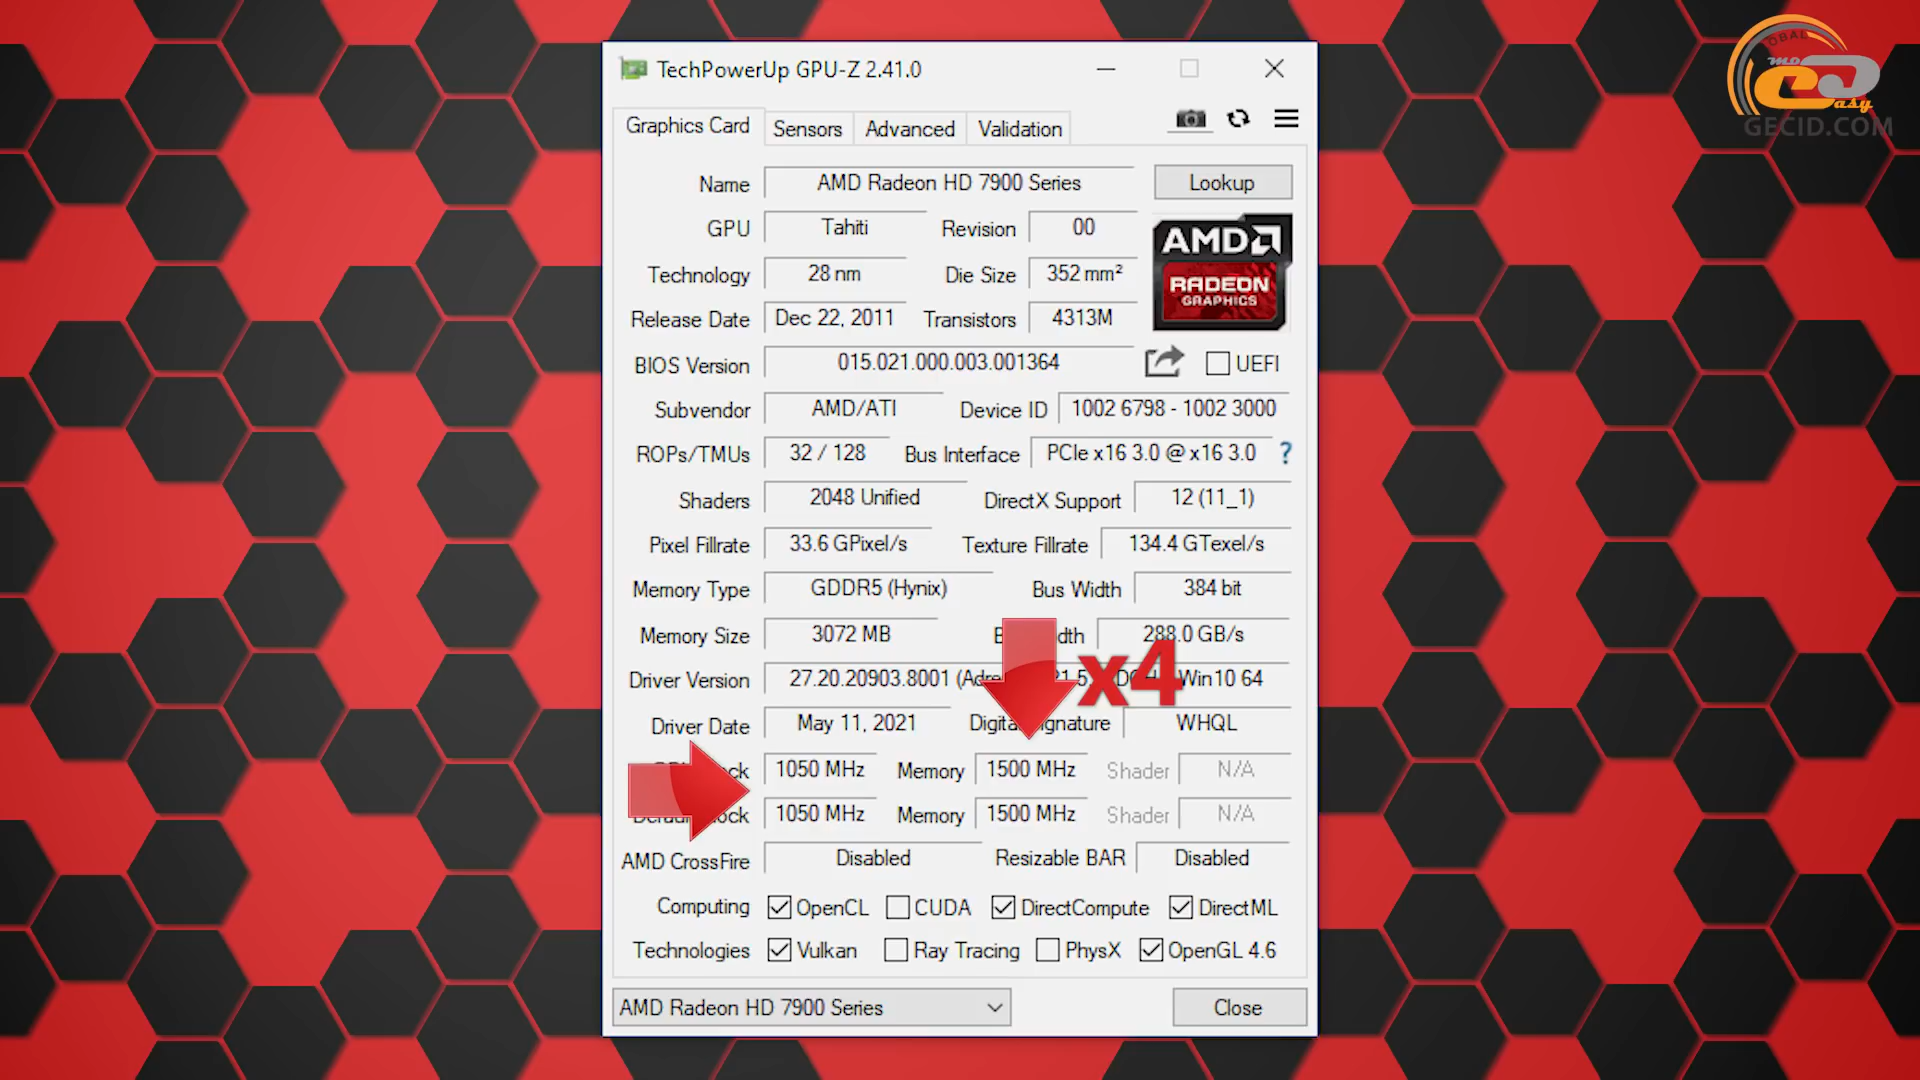 TechPowerUp GPU-Z 2.41.0
Graphics Card Sensors Advanced Validation
GECID.COM
Name AMD Radeon HD 7900 Series Lookup
GPU Tahiti Revision 00
AMD
RADEON
GRAPHICS
Technology 28 nm Die Size 352 mm²
Release Date Dec 22, 2011 Transistors 4313M
BIOS Version 015.021.000.003.001364 UEFI
Subvendor AMD/ATI Device ID 1002 6798 - 1002 3000
ROPs/TMUs 32 / 128 Bus Interface PCIe x16 3.0 @ x16 3.0 ?
Shaders 2048 Unified DirectX Support 12 (11_1)
Pixel Fillrate 33.6 GPixel/s Texture Fillrate 134.4 GTexel/s
Memory Type GDDR5 (Hynix) Bus Width 384 bit
Memory Size 3072 MB 288.0 GB/s
x4
Driver Version 27.20.20903.8001 Win10 64
Driver Date May 11, 2021 Digital Signature WHQL
1050 MHz Memory 1500 MHz Shader N/A
1050 MHz Memory 1500 MHz Shader N/A
AMD CrossFire Disabled Resizable BAR Disabled
Computing OpenCL CUDA DirectCompute DirectML
Technologies Vulkan Ray Tracing PhysX OpenGL 4.6
AMD Radeon HD 7900 Series Close